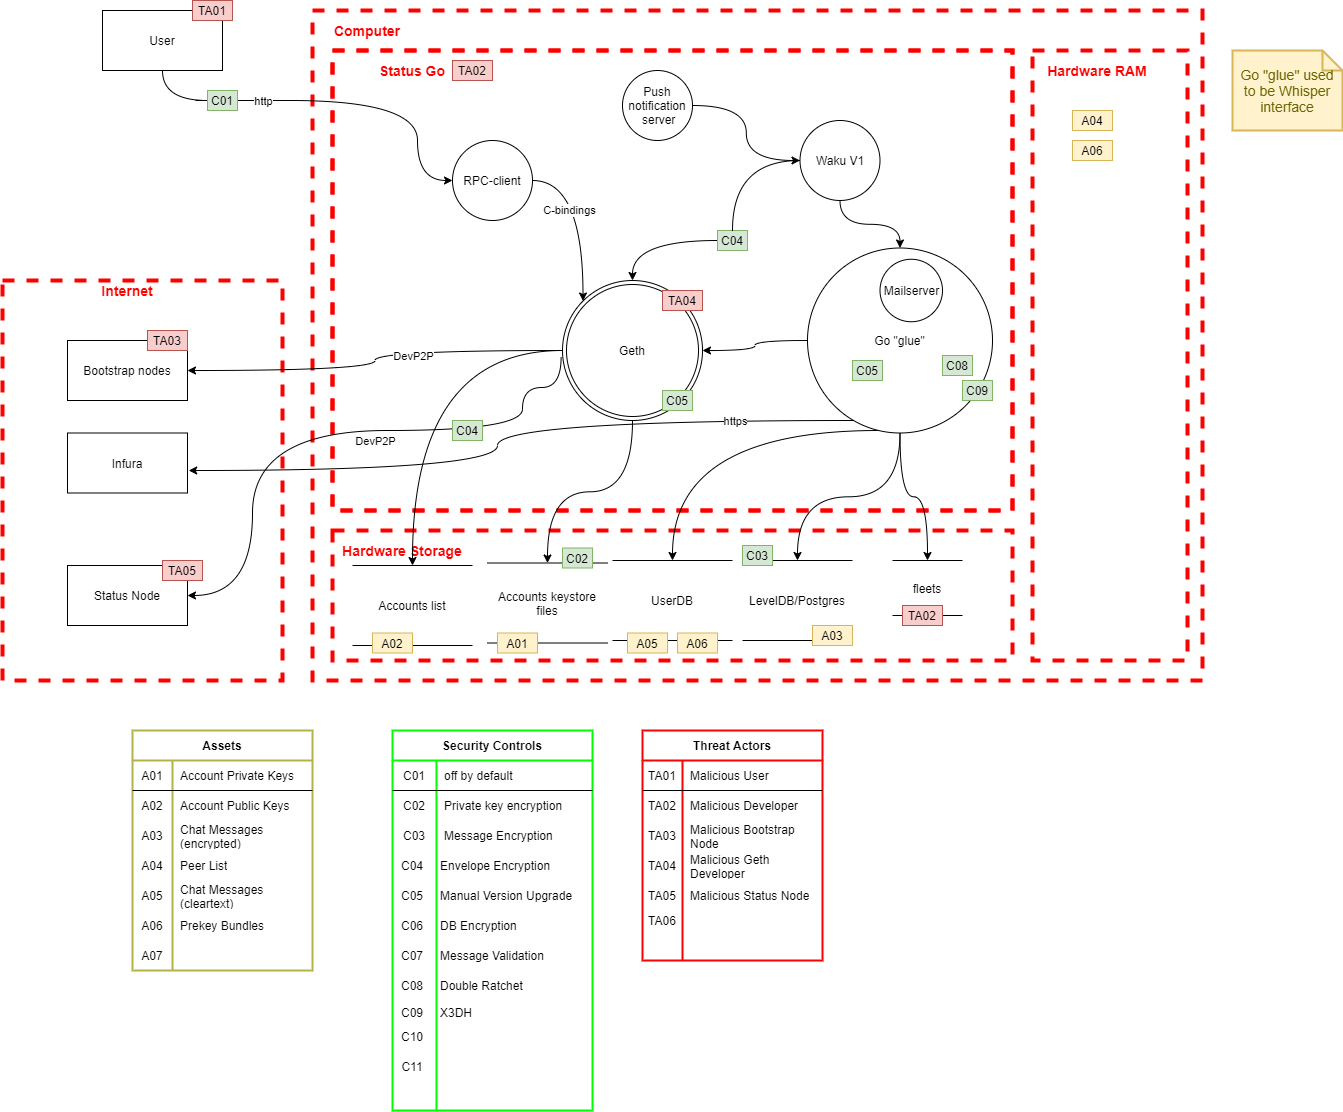 TA01
User
Computer
Status Go
TA02
Hardware RAM
Go "glue" used
to be Whisper
interface
C01
http
Push
notification
server
A04
A06
Waku V1
RPC-client
C-bindings
C04
Internet
Mailserver
TA04
TA03
Bootstrap nodes
DevP2P
Geth
Go "glue"
C05
C08
C09
C05
https
C04
DevP2P
Infura
Hardware Storage
C02
C03
TA05
Status Node
Accounts list
Accounts keystore
files
UserDB
LevelDB/Postgres
fleets
TA02
A02
A01
A05
A06
A03
Assets
A01 Account Private Keys
A02 Account Public Keys
A03 Chat Messages
(encrypted)
A04 Peer List
A05 Chat Messages
(cleartext)
A06 Prekey Bundles
A07
Security Controls
C01 off by default
C02 Private key encryption
C03 Message Encryption
C04 Envelope Encryption
C05 Manual Version Upgrade
C06 DB Encryption
C07 Message Validation
C08 Double Ratchet
C09 X3DH
C10
C11
Threat Actors
TA01 Malicious User
TA02 Malicious Developer
TA03 Malicious Bootstrap
Node
TA04 Malicious Geth
Developer
TA05 Malicious Status Node
TA06